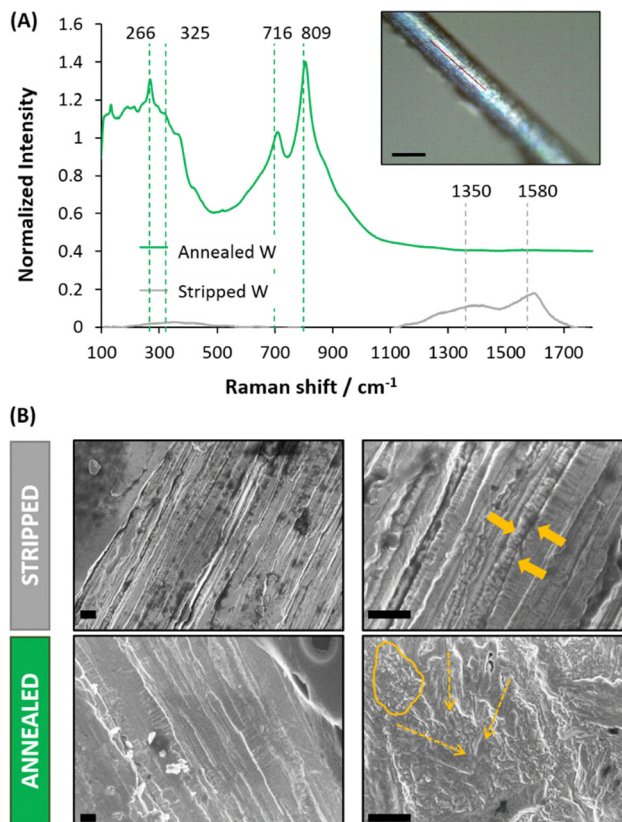 (A)
266 325 716 809
1.6
1.4
1.2
1
0.8
0.6
0.4
0.2
0
Normalized Intensity
1350 1580
Annealed W
Stripped W
100 300 500 700 900 1100 1300 1500 1700
Raman shift / cm⁻¹
(B)
STRIPPED
ANNEALED